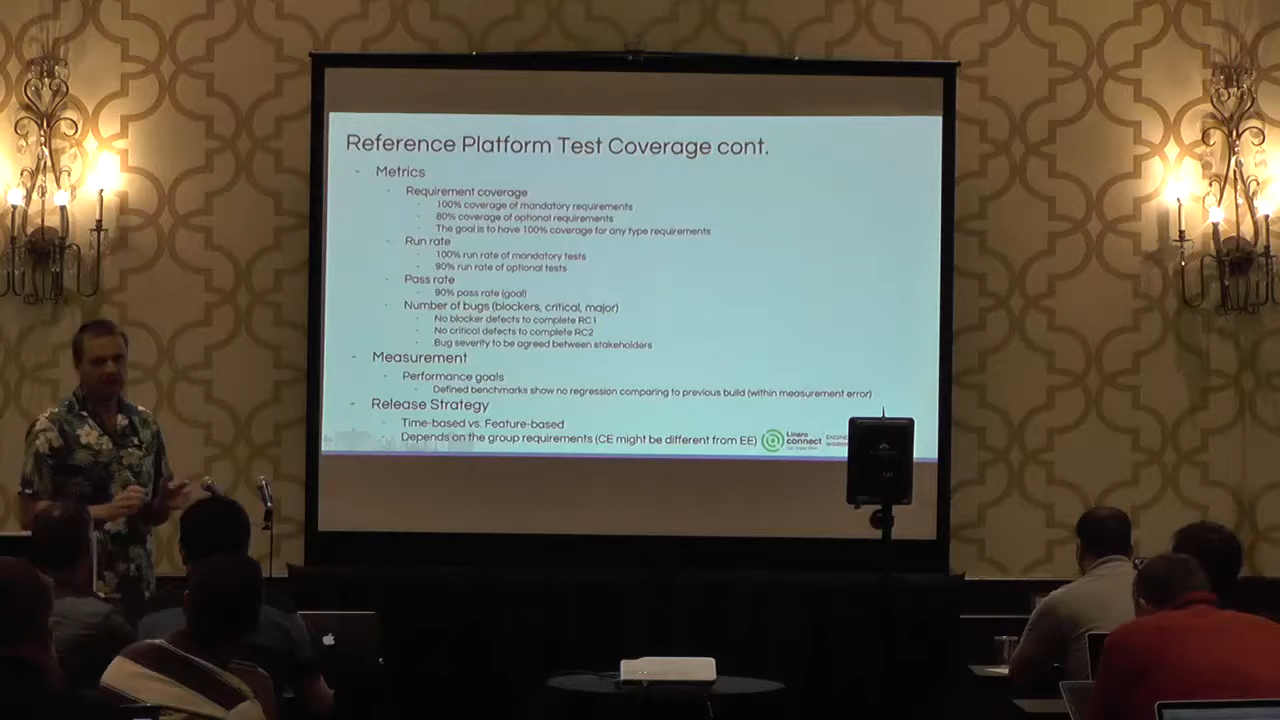 Reference Platform Test Coverage cont.
- Metrics
- Requirement coverage
- 100% coverage of mandatory requirements
- 80% coverage of optional requirements
- The goal is to have 100% coverage for any type requirements
- Run rate
- 100% run rate of mandatory tests
- 90% run rate of optional tests
- Pass rate
- 90% pass rate (goal)
- Number of bugs (blockers, critical, major)
- No blocker defects to complete RC1
- No critical defects to complete RC2
- Bug severity to be agreed between stakeholders
- Measurement
- Performance goals
- Defined benchmarks show no regression comparing to previous build (within measurement error)
- Release Strategy
- Time-based vs. Feature-based
Depends on the group requirements (CE might be different from EE)
Linaro
connect